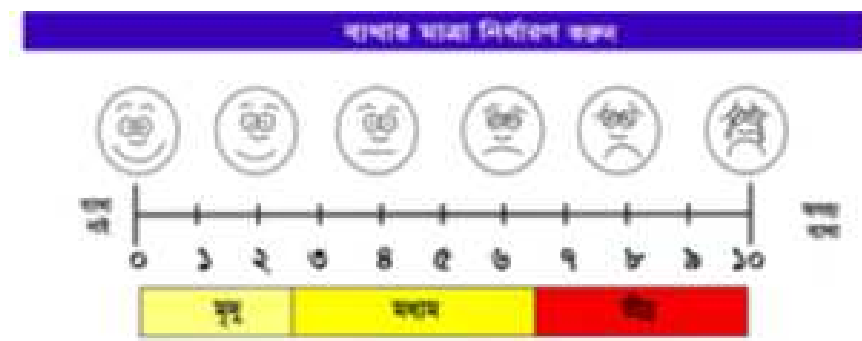 ব্যথার মাত্রা নির্ধারণ করুন
ব্যথা
নাই
অসহ্য
ব্যথা
০ ১ ২ ৩ ৪ ৫ ৬ ৭ ৮ ৯ ১০
মৃদু মধ্যম তীব্র